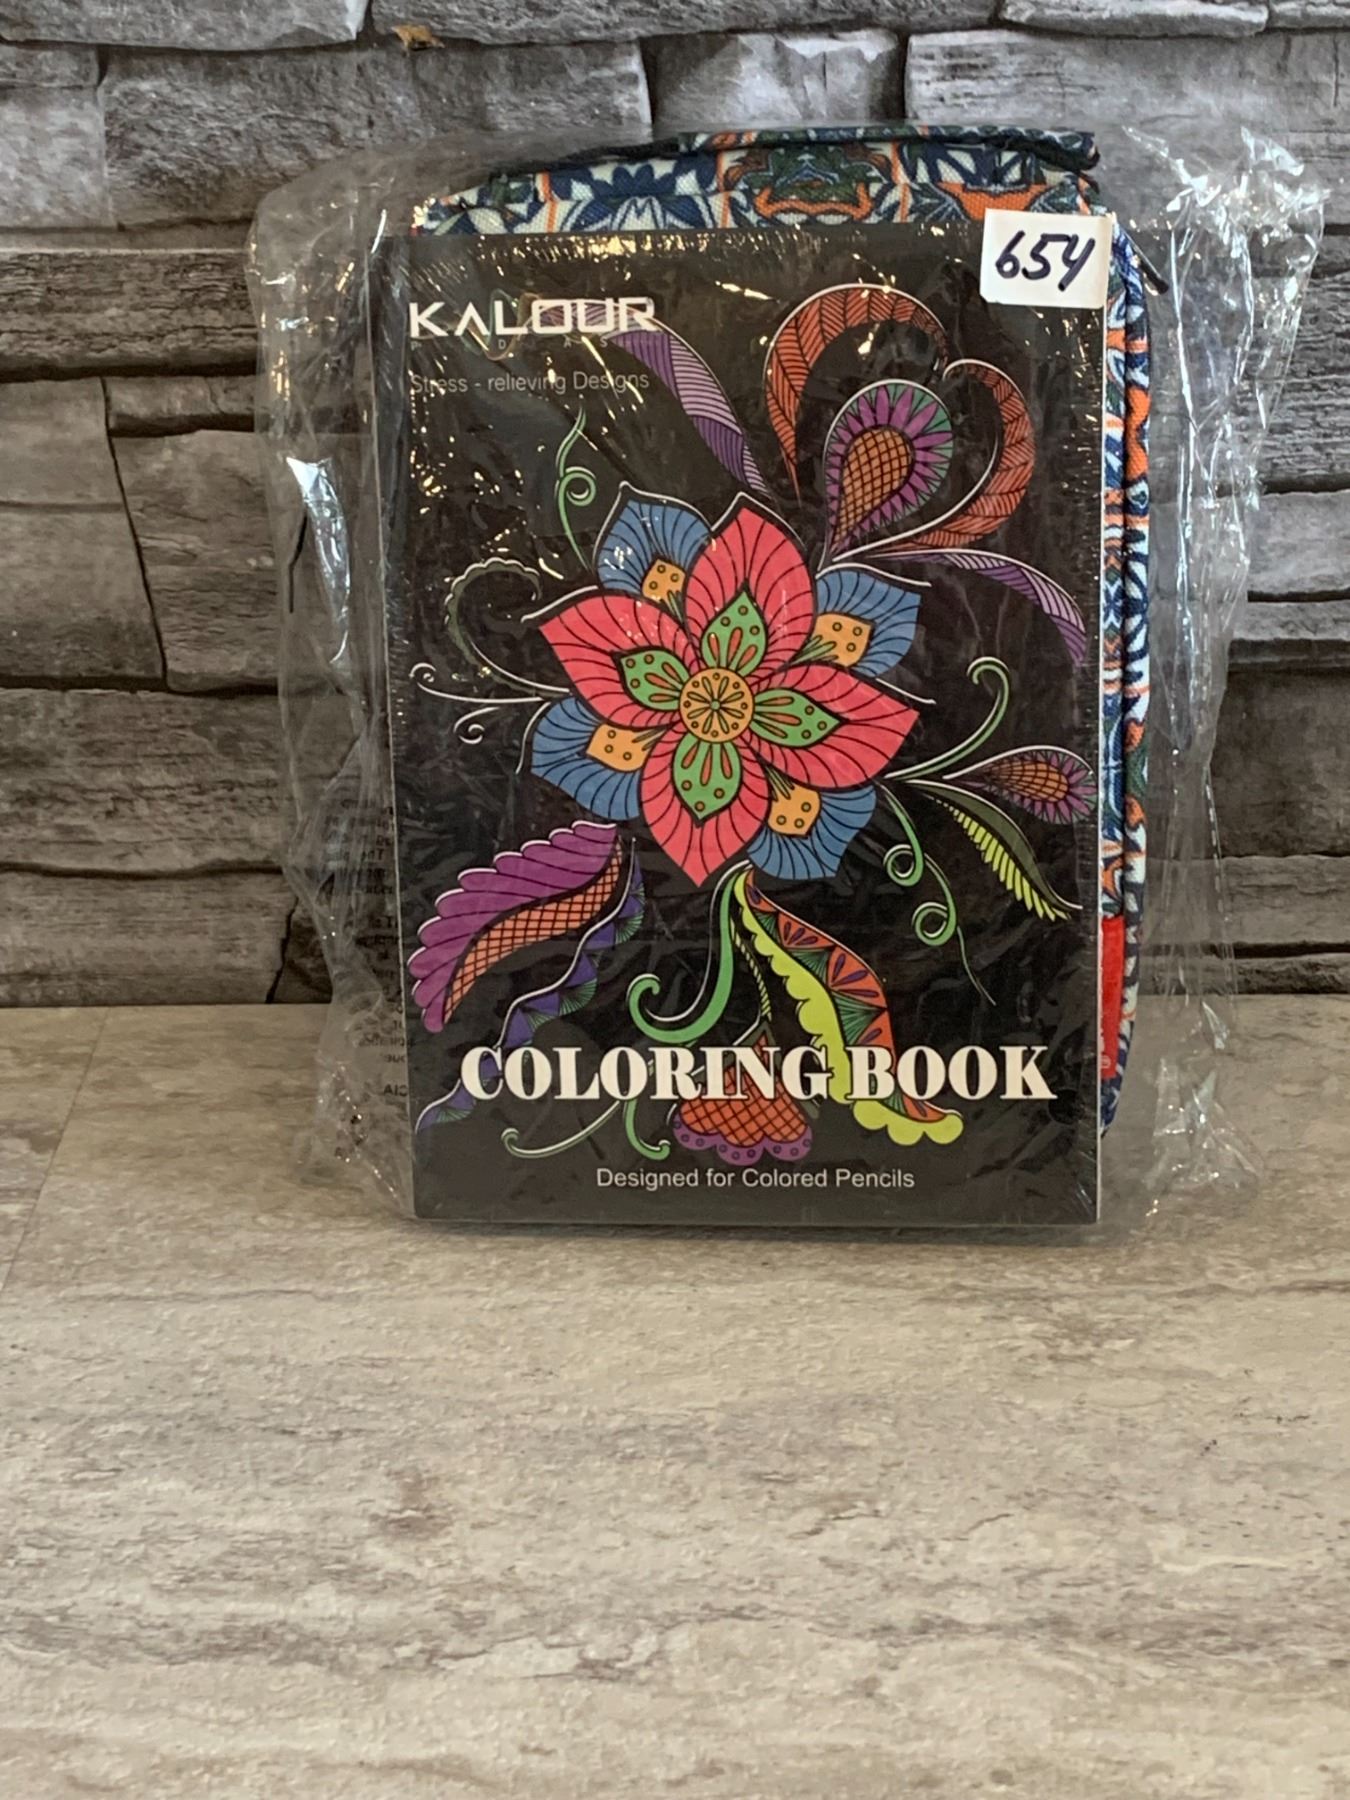 654
KALOUR
Stress - relieving Designs
COLORING BOOK
Designed for Colored Pencils